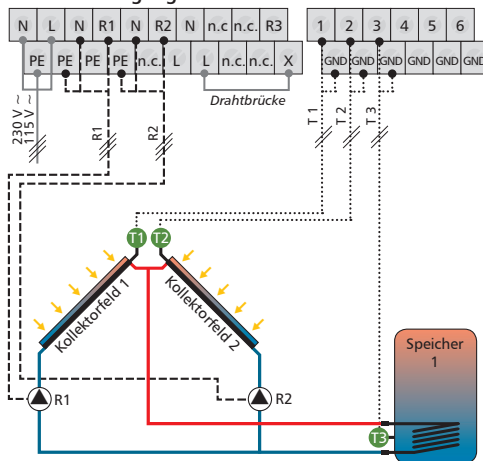 N L N R1 N R2 N n.c n.c. R3
1 2 3 4 5 6
PE PE PE n.c. L L n.c. n.c. X
GND GND GND GND GND GND
Drahtbrücke
230 V ~
115 V ~
R1
R2
T 1
T 2
T 3
T1 T2
Kollektorfeld 1
Kollektorfeld 2
Speicher
1
R1
R2
T3